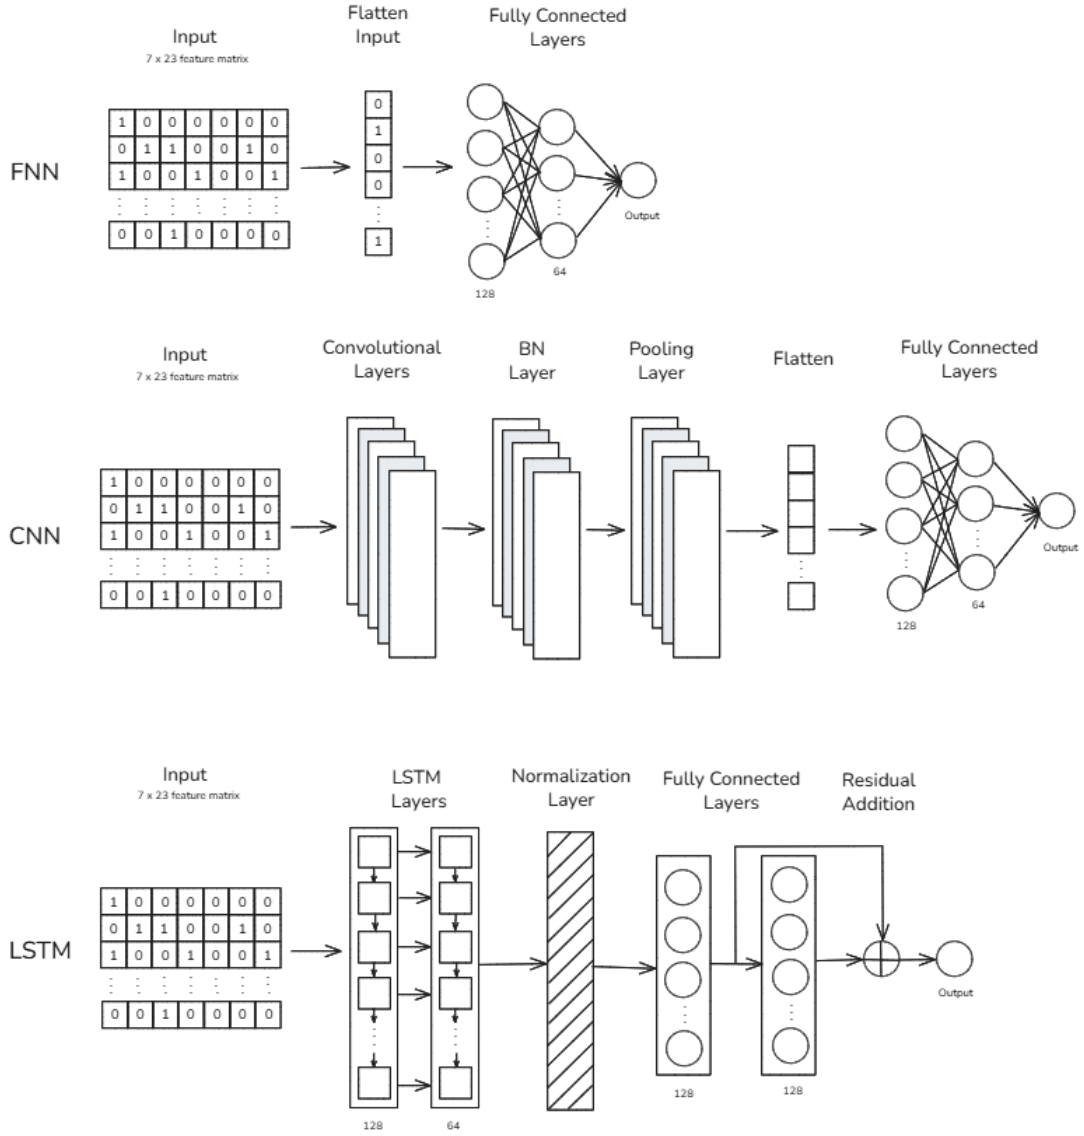 Input
7 x 23 feature matrix
Flatten
Input
Fully Connected
Layers
FNN
1 0 0 0 0 0 0
0 1 1 0 0 1 0
1 0 0 1 0 0 1
0 0 1 0 0 0 0
0
1
0
0
1
128
64
Output
Input
7 x 23 feature matrix
Convolutional
Layers
BN
Layer
Pooling
Layer
Flatten
Fully Connected
Layers
CNN
1 0 0 0 0 0 0
0 1 1 0 0 1 0
1 0 0 1 0 0 1
0 0 1 0 0 0 0
128
64
Output
Input
7 x 23 feature matrix
LSTM
Layers
Normalization
Layer
Fully Connected
Layers
Residual
Addition
LSTM
1 0 0 0 0 0 0
0 1 1 0 0 1 0
1 0 0 1 0 0 1
0 0 1 0 0 0 0
128
64
128
128
Output